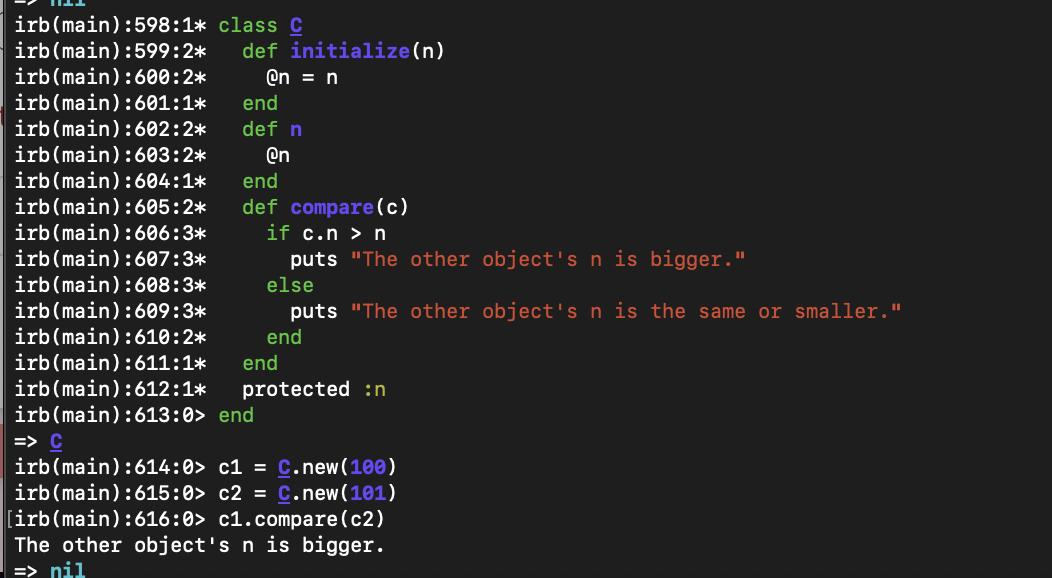 => nil
irb(main):598:1* class C
irb(main):599:2*   def initialize(n)
irb(main):600:2*     @n = n
irb(main):601:1*   end
irb(main):602:2*   def n
irb(main):603:2*     @n
irb(main):604:1*   end
irb(main):605:2*   def compare(c)
irb(main):606:3*     if c.n > n
irb(main):607:3*       puts "The other object's n is bigger."
irb(main):608:3*     else
irb(main):609:3*       puts "The other object's n is the same or smaller."
irb(main):610:2*     end
irb(main):611:1*   end
irb(main):612:1*   protected :n
irb(main):613:0> end
=> C
irb(main):614:0> c1 = C.new(100)
irb(main):615:0> c2 = C.new(101)
[irb(main):616:0> c1.compare(c2)
The other object's n is bigger.
=> nil